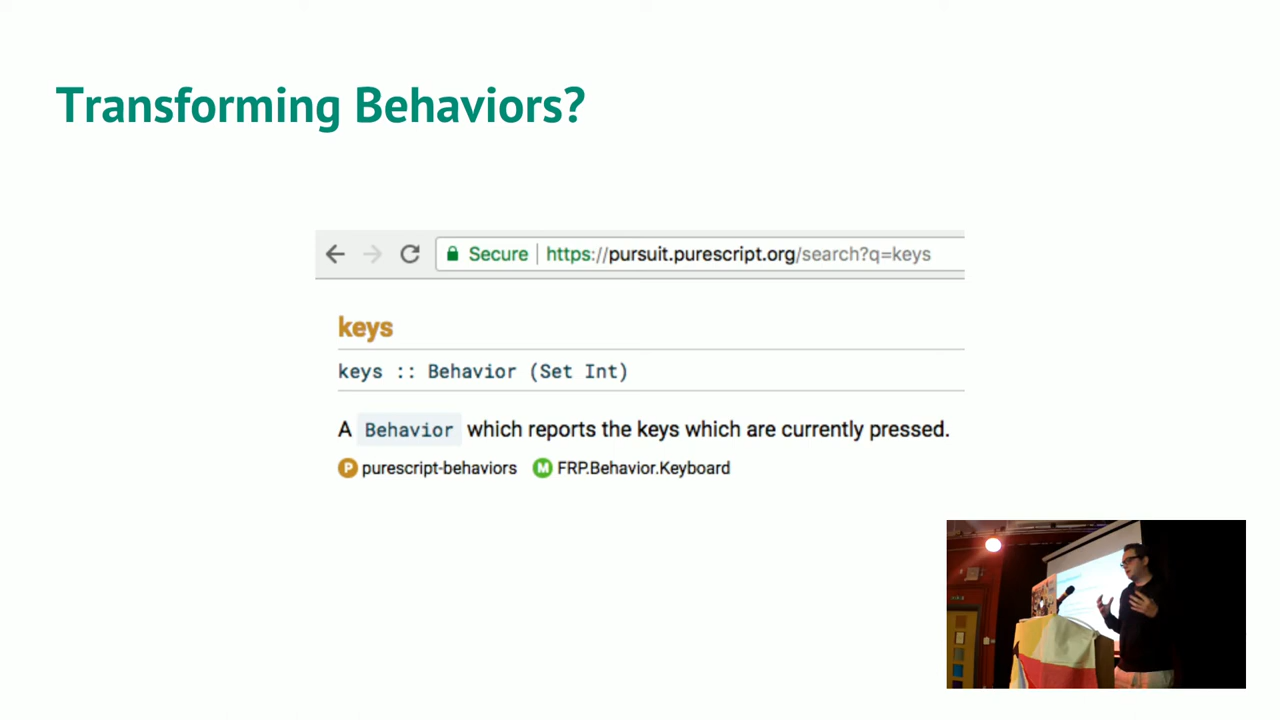 Transforming Behaviors?
Secure | https://pursuit.purescript.org/search?q=keys
keys
keys :: Behavior (Set Int)
A Behavior which reports the keys which are currently pressed.
P purescript-behaviors M FRP.Behavior.Keyboard